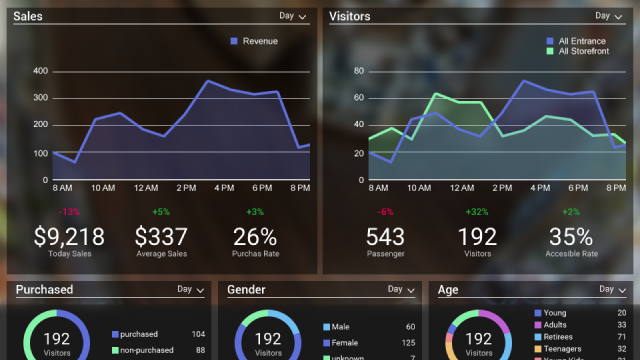 Sales
Day
Revenue
400
300
200
100
0
8 AM 10 AM 12 AM 2 PM 4 PM 6 PM 8 PM
-13% +5% +3%
$9,218 $337 26%
Today Sales Average Sales Purchas Rate
Visitors
Day
All Entrance
All Storefront
80
60
40
20
0
8 AM 10 AM 12 AM 2 PM 4 PM 6 PM 8 PM
-6% +32% +2%
543 192 35%
Passenger Visitors Accesible Rate
Purchased
Day
192
Visitors
purchased 104
non-purchased 88
Gender
Day
192
Visitors
Male 60
Female 125
unknown 7
Age
Day
192
Visitors
Young 20
Adults 33
Retirees 71
Teenagers 32
Young Kids